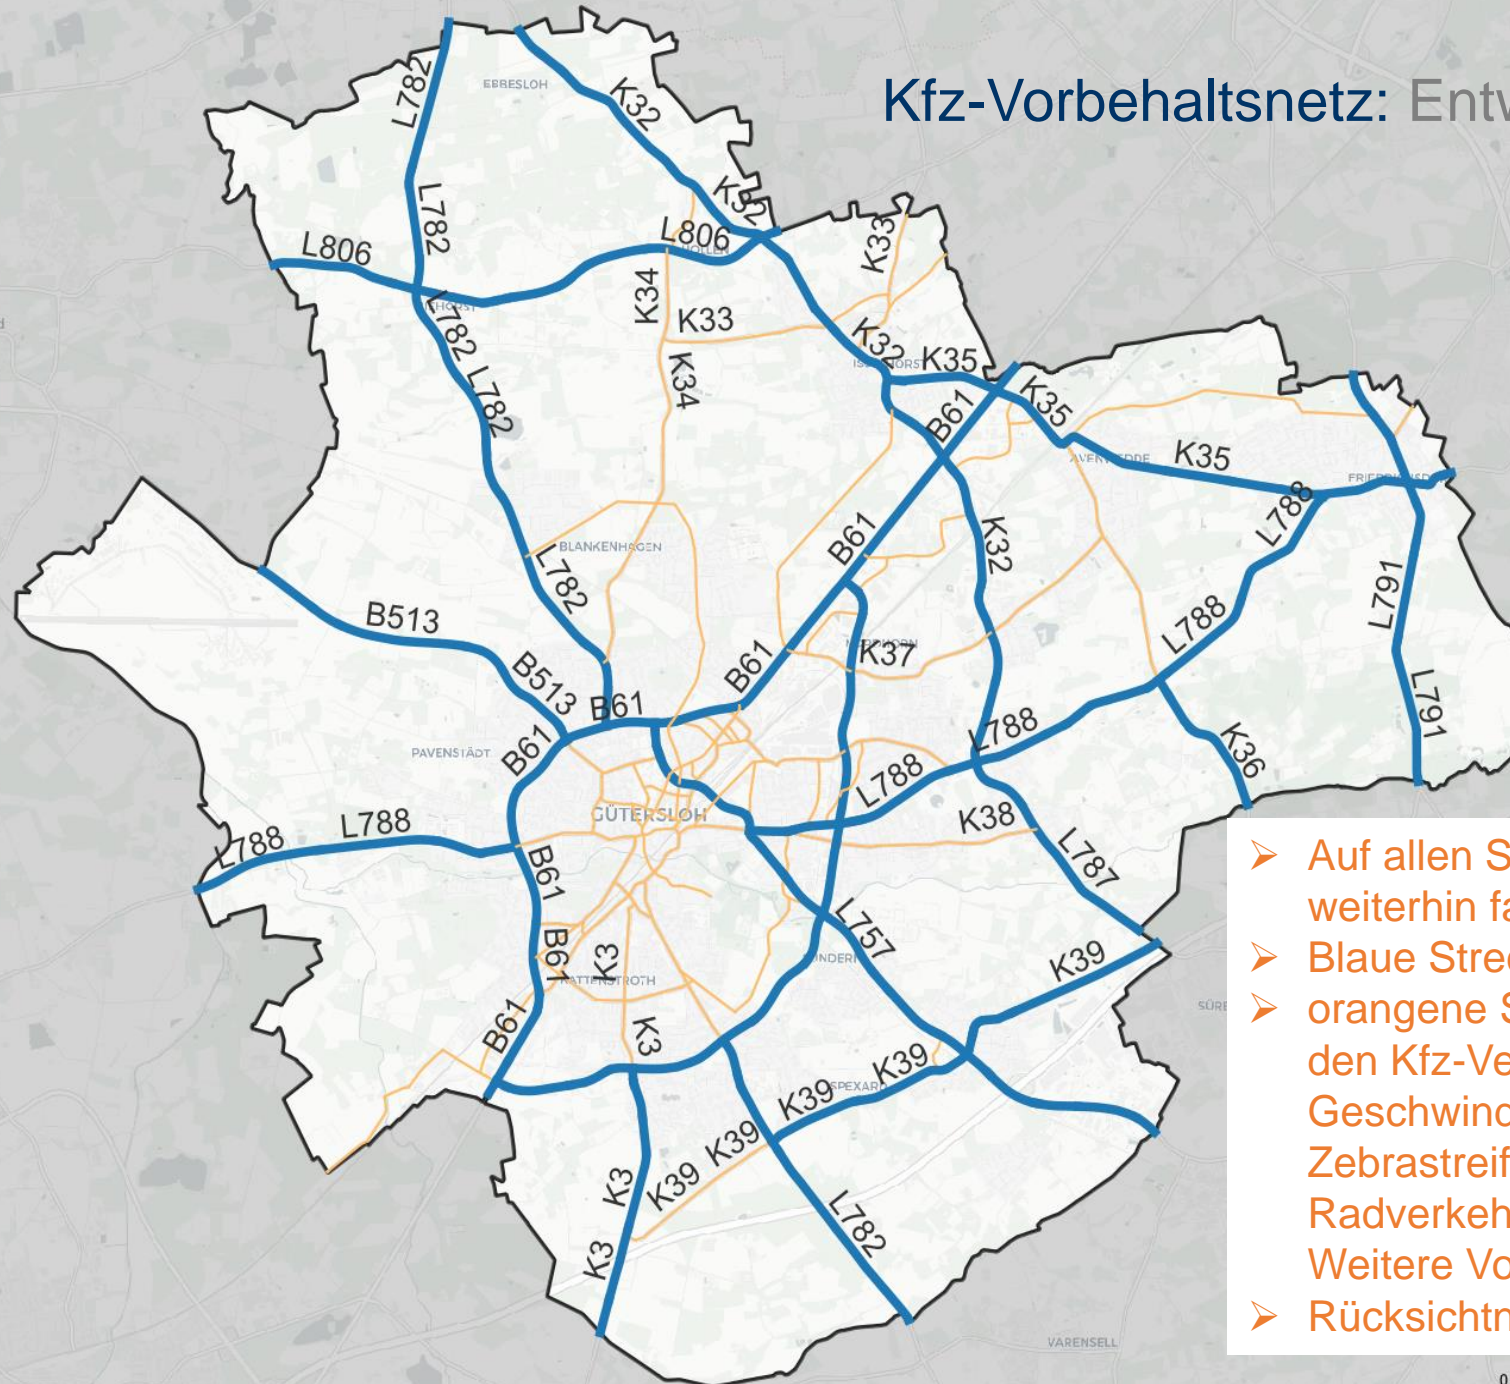 Kfz-Vorbehaltsnetz: Entw
EBBESLOH
L782
K32
L782
K32
L806
L806
K33
K34
K33
L782
K34
K32
K35
L782
B61
K35
K35
L788
BLANKENHAGEN
B61
K32
L782
L791
B513
L788
K37
B513
B61
B61
L791
PAVENSTÄDT
B61
L788
K36
L788
GÜTERSLOH
K38
L788
L788
L787
B61
L757
B61
K3
K39
KATTENSTROTH
B61
K3
K39
SPEXARD
K39
K39
K3
K39
L782
K3
VARENSELL
➢ Auf allen S
weiterhin fa
➢ Blaue Stre
➢ orangene S
den Kfz-Ve
Geschwind
Zebrastreif
Radverkeh
Weitere Vo
➢ Rücksichtn